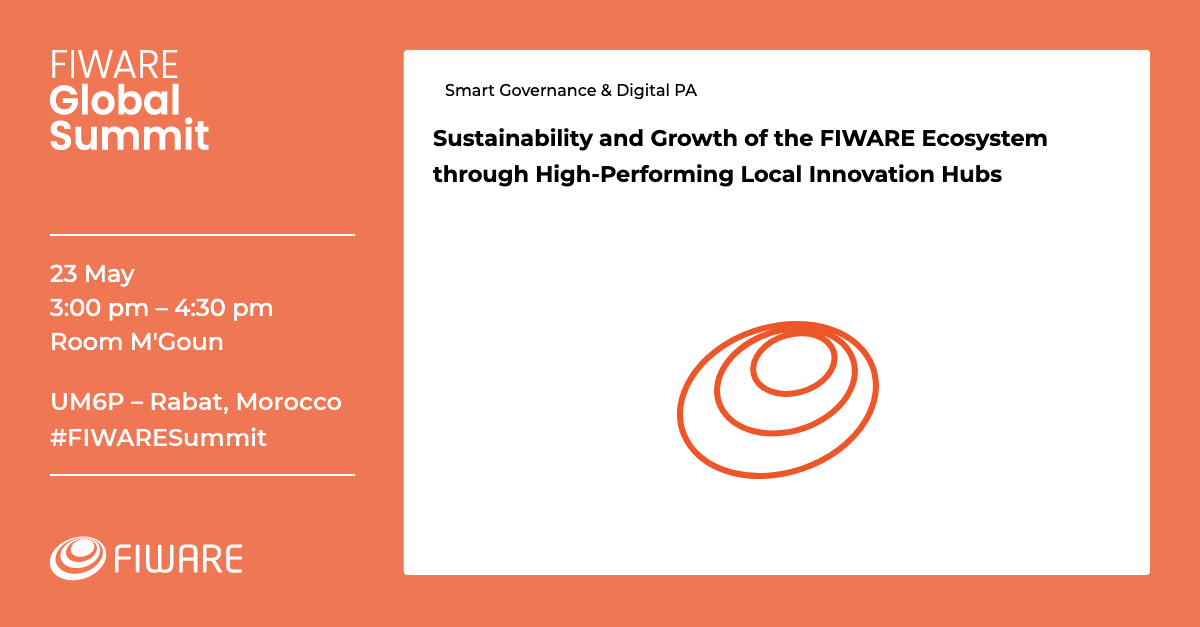 FIWARE
Global
Summit
23 May
3:00 pm – 4:30 pm
Room M'Goun
UM6P – Rabat, Morocco
#FIWARESummit
FIWARE
Smart Governance & Digital PA
Sustainability and Growth of the FIWARE Ecosystem
through High-Performing Local Innovation Hubs